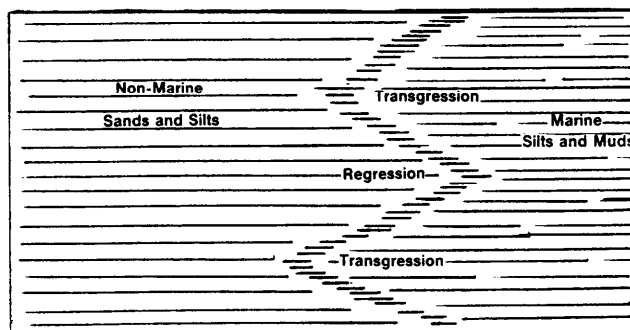 Non-Marine
Transgression
Sands and Silts
Marine
Silts and Muds
Regression
Transgression